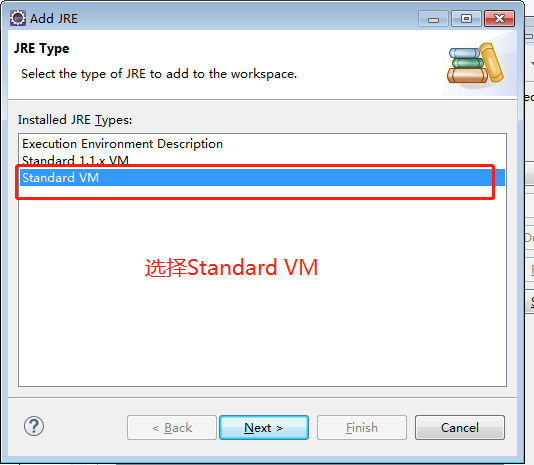 Add JRE
JRE Type
Select the type of JRE to add to the workspace.
Installed JRE Types:
Execution Environment Description
Standard 1.1.x VM
Standard VM
选择Standard VM
?
< Back
Next >
Finish
Cancel